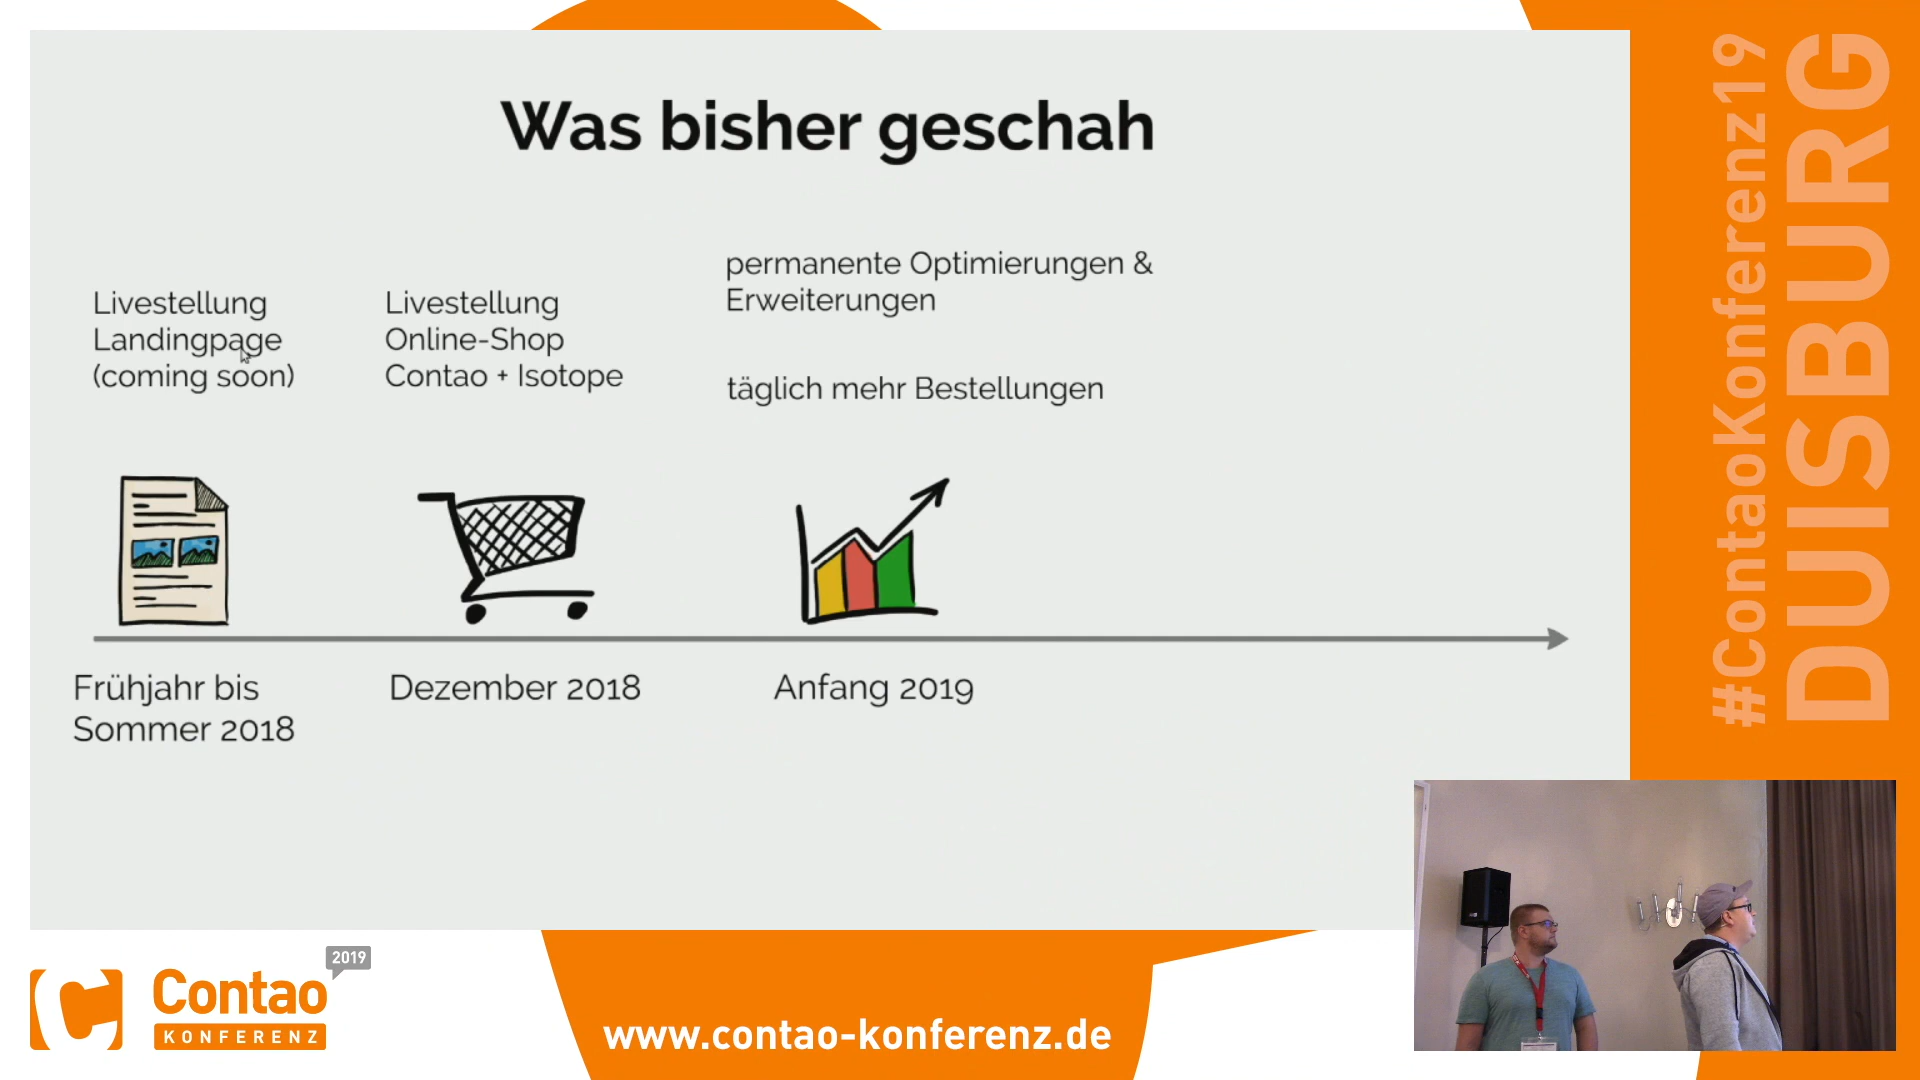 Was bisher geschah
Livestellung
Landingpage
(coming soon)
Livestellung
Online-Shop
Contao + Isotope
permanente Optimierungen &
Erweiterungen
täglich mehr Bestellungen
Frühjahr bis
Sommer 2018
Dezember 2018
Anfang 2019
#ContaoKonferenz19
DUISBURG
2019
Contao
KONFERENZ
www.contao-konferenz.de